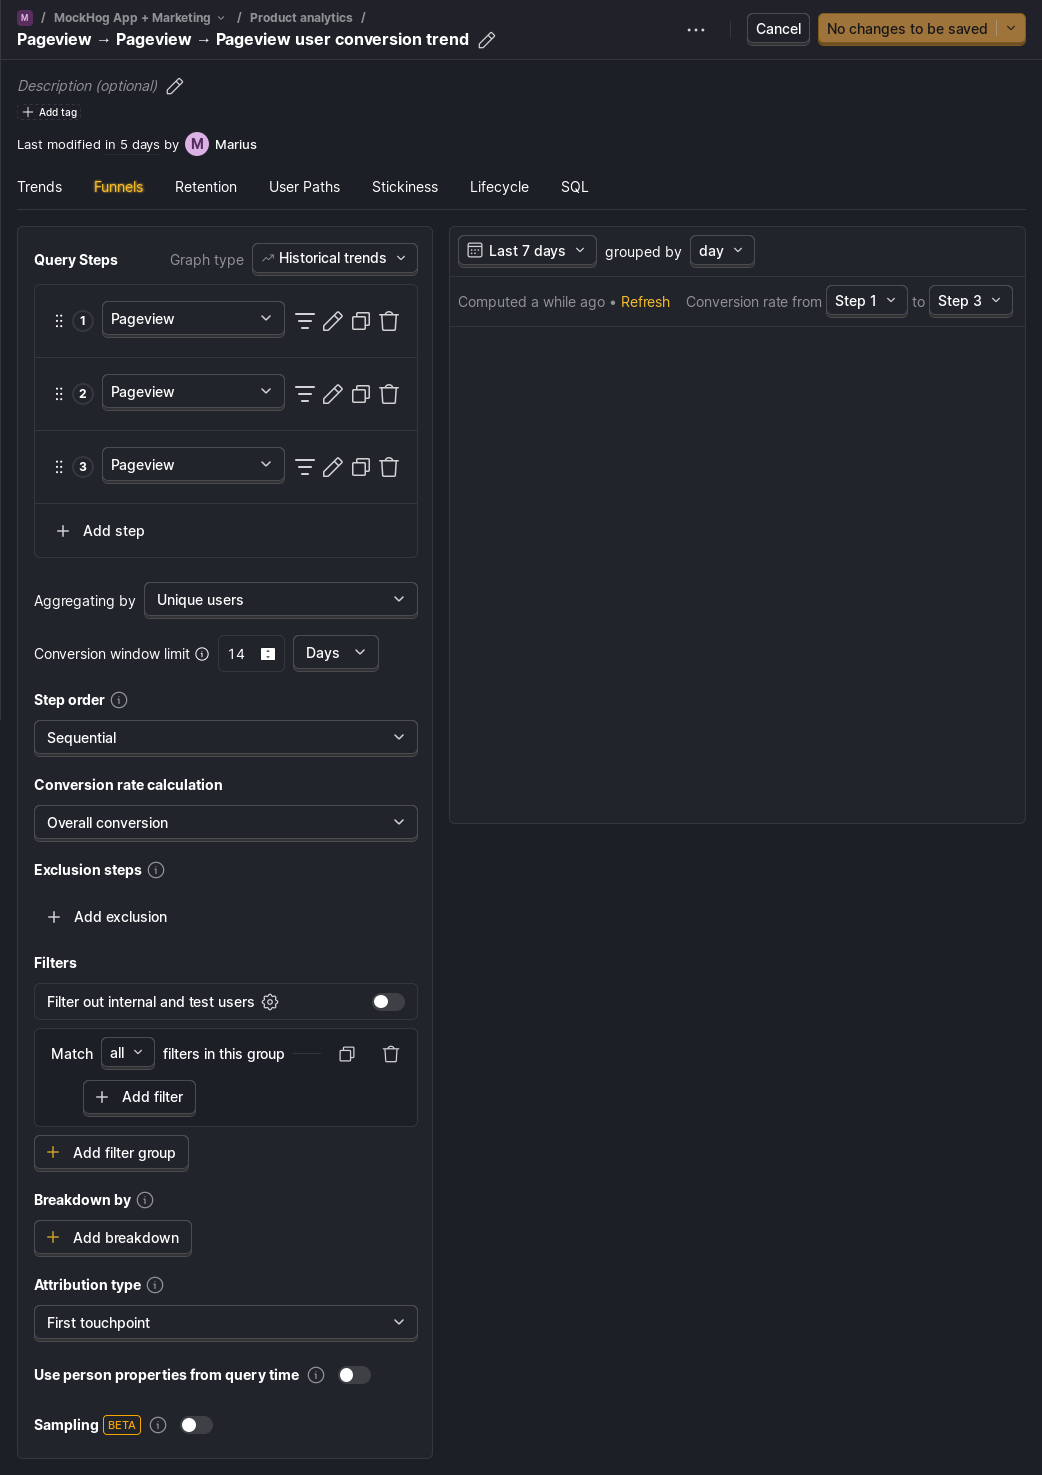 M / MockHog App + Marketing / Product analytics /
Pageview → Pageview → Pageview user conversion trend
Cancel
No changes to be saved
Description (optional)
Add tag
Last modified in 5 days by M Marius
Trends Funnels Retention User Paths Stickiness Lifecycle SQL
Query Steps
Graph type
Historical trends
1 Pageview
2 Pageview
3 Pageview
Add step
Aggregating by Unique users
Conversion window limit 14 Days
Step order
Sequential
Conversion rate calculation
Overall conversion
Exclusion steps
Add exclusion
Filters
Filter out internal and test users
Match all filters in this group
Add filter
Add filter group
Breakdown by
Add breakdown
Attribution type
First touchpoint
Use person properties from query time
Sampling BETA
Last 7 days grouped by day
Computed a while ago • Refresh Conversion rate from Step 1 to Step 3